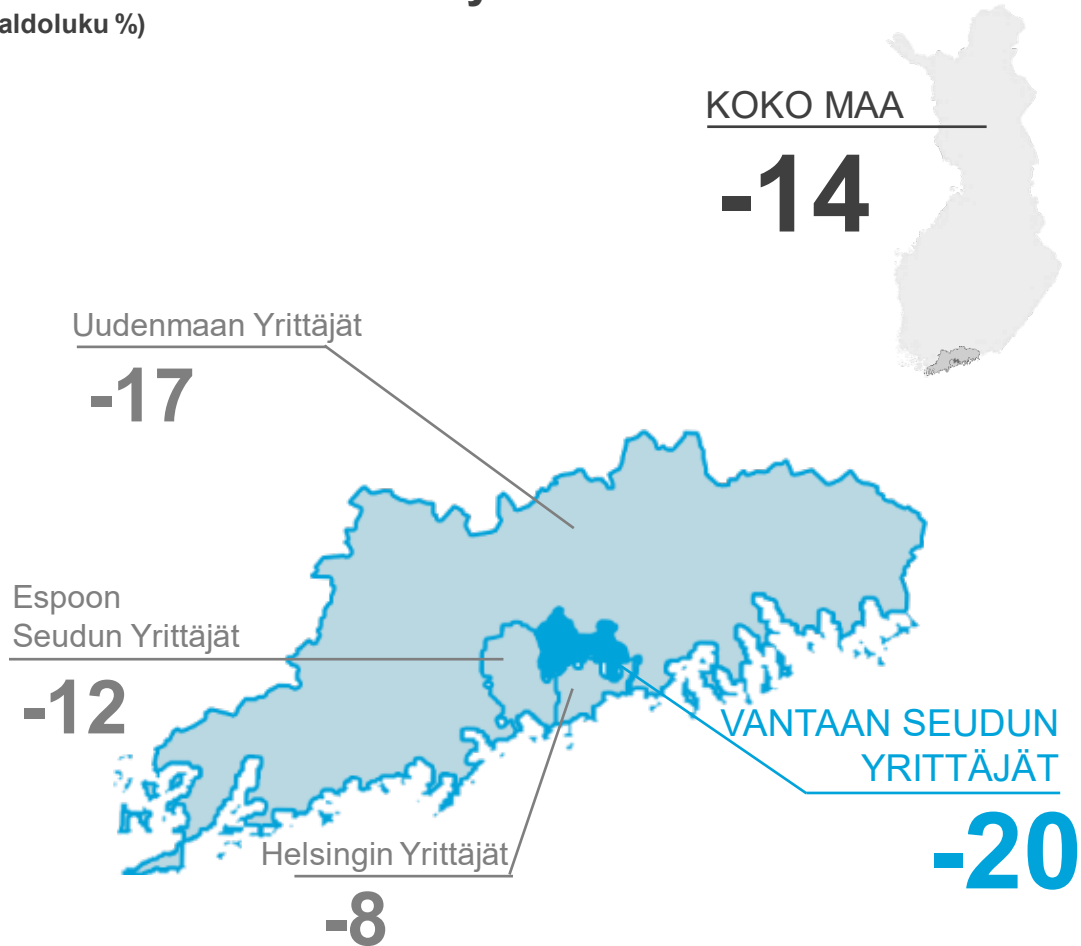 aldoluku %)
KOKO MAA
-14
Uudenmaan Yrittäjät
-17
Espoon
Seudun Yrittäjät
-12
VANTAAN SEUDUN
YRITTÄJÄT
-20
Helsingin Yrittäjät
-8